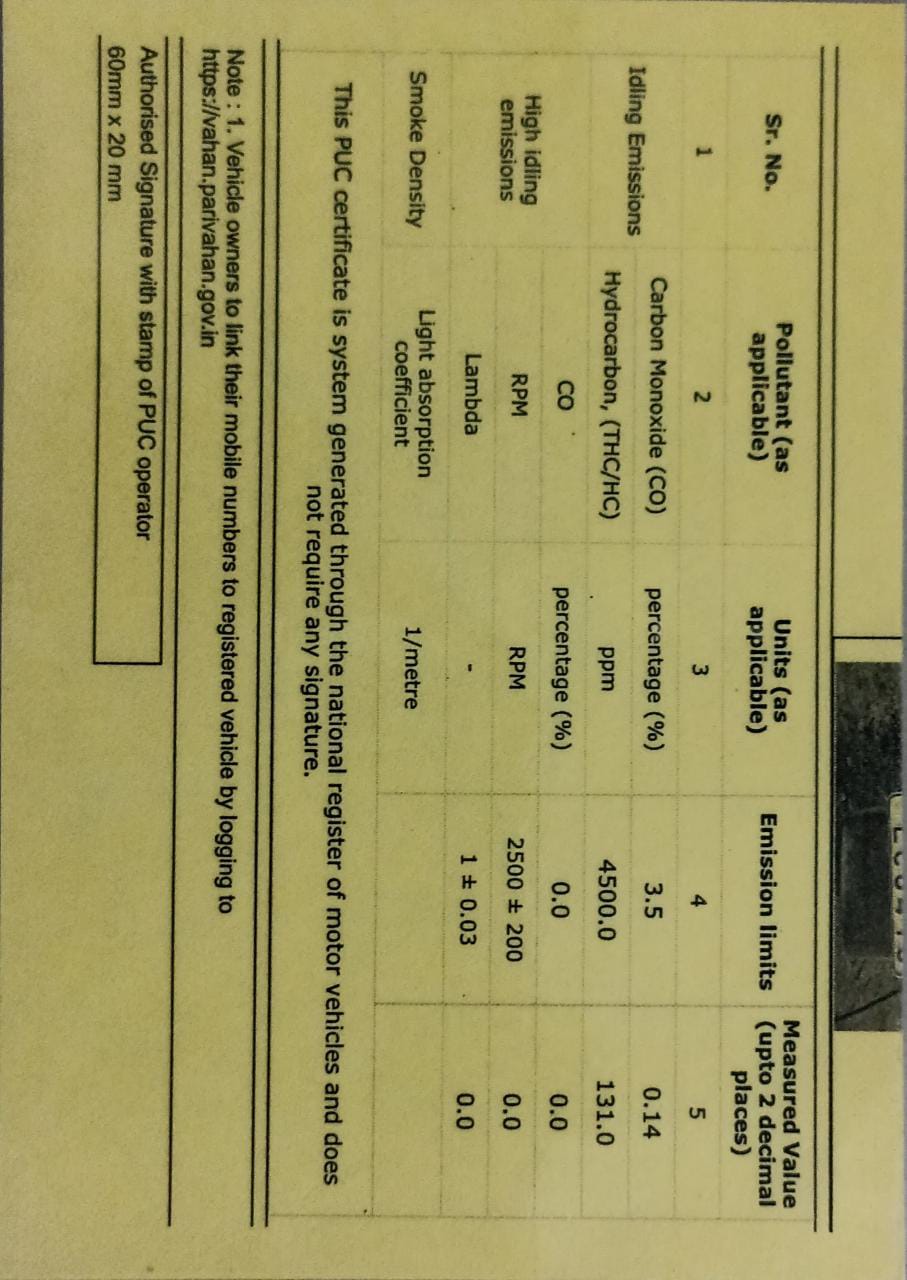 Sr. No. Pollutant (as applicable) Units (as applicable) Emission limits Measured Value (upto 2 decimal places)
1 2 3 4 5
Idling Emissions Carbon Monoxide (CO) percentage (%) 3.5 0.14
Hydrocarbon, (THC/HC) ppm 4500.0 131.0
High idling emissions CO percentage (%) 0.0 0.0
RPM RPM 2500 ± 200 0.0
Lambda - 1 ± 0.03 0.0
Smoke Density Light absorption coefficient 1/metre
This PUC certificate is system generated through the national register of motor vehicles and does
not require any signature.
Note : 1. Vehicle owners to link their mobile numbers to registered vehicle by logging to
https://vahan.parivahan.gov.in
Authorised Signature with stamp of PUC operator
60mm x 20 mm